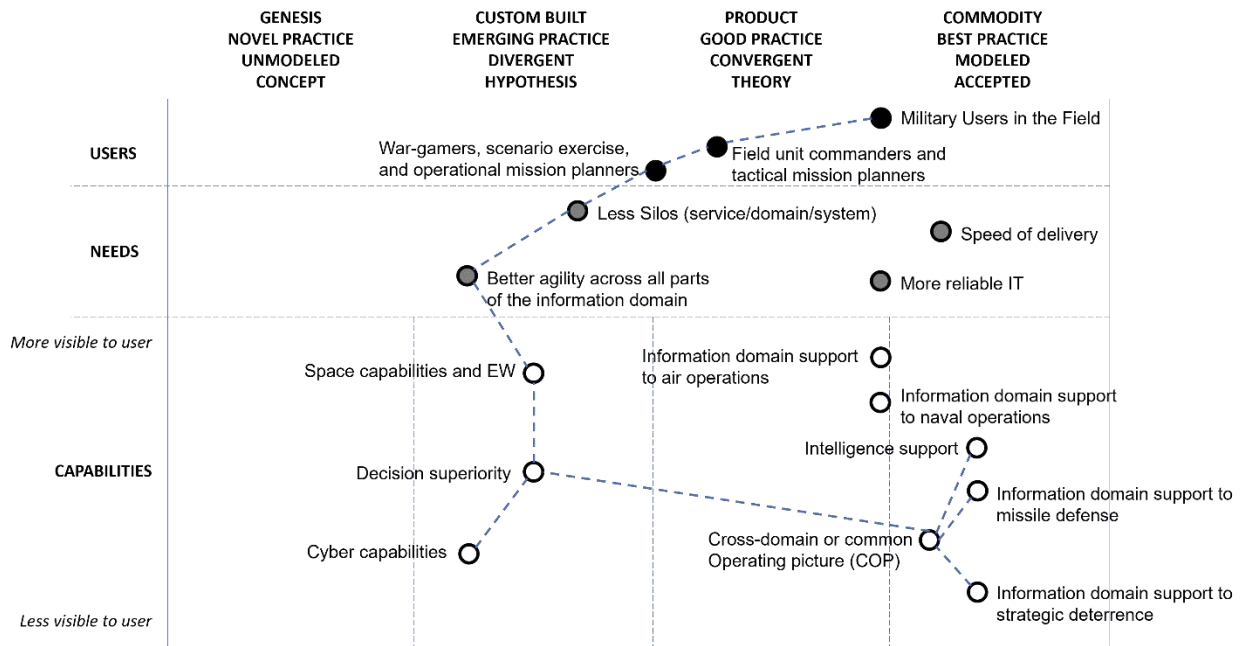 GENESIS
NOVEL PRACTICE
UNMODELED
CONCEPT
CUSTOM BUILT
EMERGING PRACTICE
DIVERGENT
HYPOTHESIS
PRODUCT
GOOD PRACTICE
CONVERGENT
THEORY
COMMODITY
BEST PRACTICE
MODELED
ACCEPTED
USERS
Military Users in the Field
War-gamers, scenario exercise,
and operational mission planners
Field unit commanders and
tactical mission planners
NEEDS
Less Silos (service/domain/system)
Speed of delivery
Better agility across all parts
of the information domain
More reliable IT
More visible to user
CAPABILITIES
Less visible to user
Space capabilities and EW
Information domain support
to air operations
Information domain support
to naval operations
Intelligence support
Decision superiority
Information domain support to
missile defense
Cyber capabilities
Cross-domain or common
Operating picture (COP)
Information domain support to
strategic deterrence